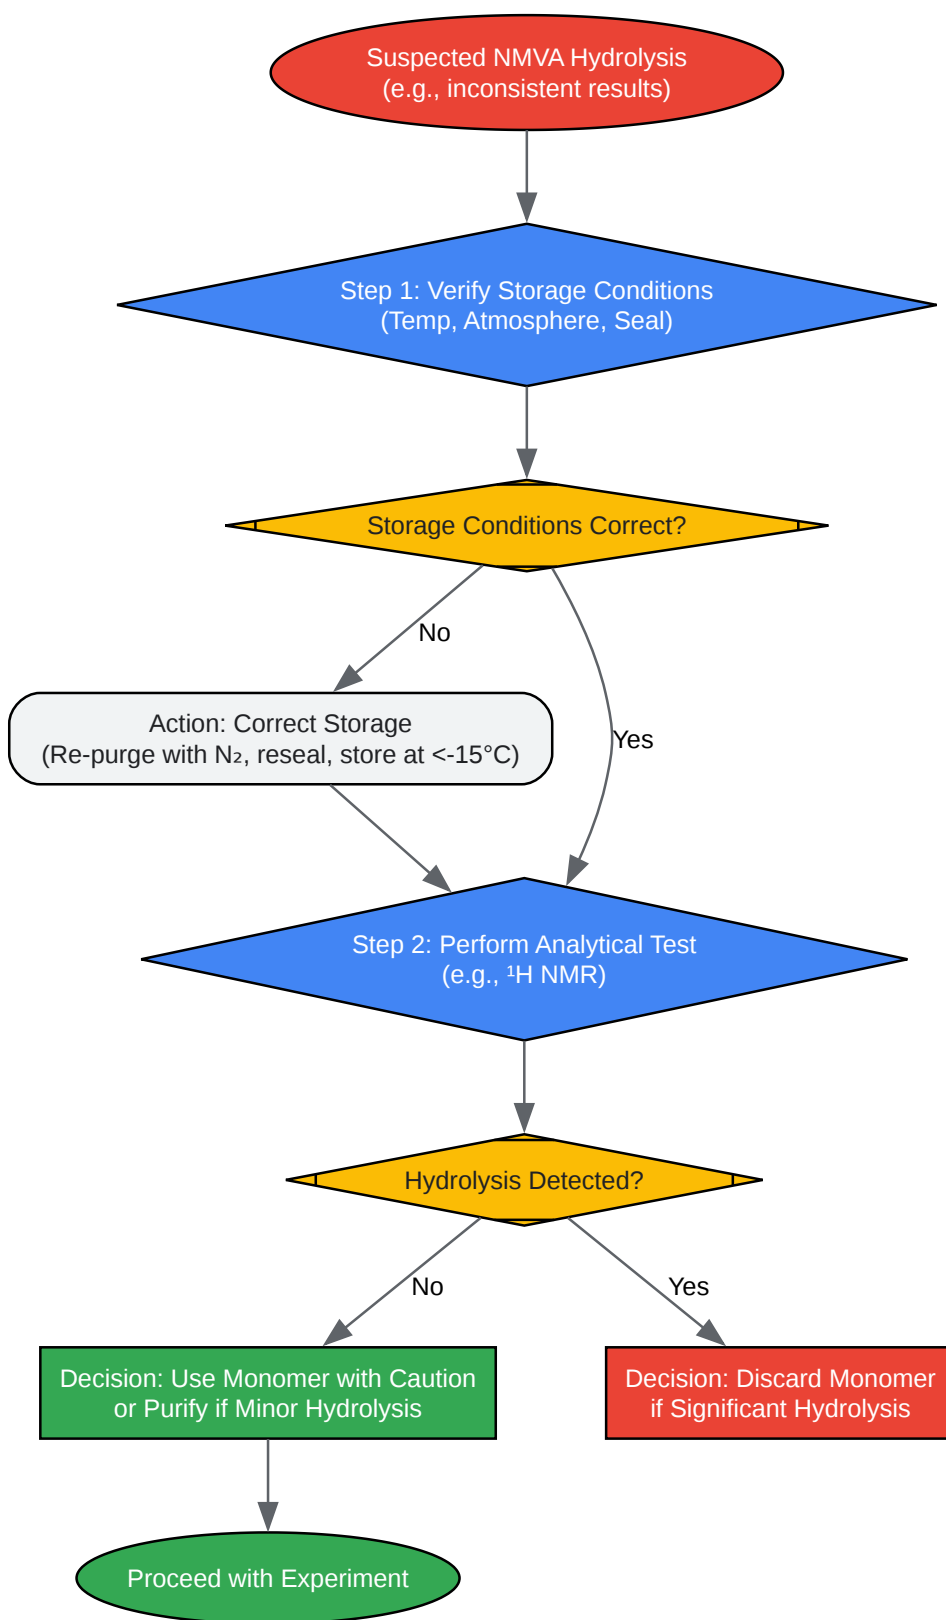 Suspected NMVA Hydrolysis
(e.g., inconsistent results)
Step 1: Verify Storage Conditions
(Temp, Atmosphere, Seal)
Storage Conditions Correct?
No
Action: Correct Storage
(Re-purge with N₂, reseal, store at <-15°C)
Yes
Step 2: Perform Analytical Test
(e.g., ¹H NMR)
Hydrolysis Detected?
No
Yes
Decision: Use Monomer with Caution
or Purify if Minor Hydrolysis
Decision: Discard Monomer
if Significant Hydrolysis
Proceed with Experiment